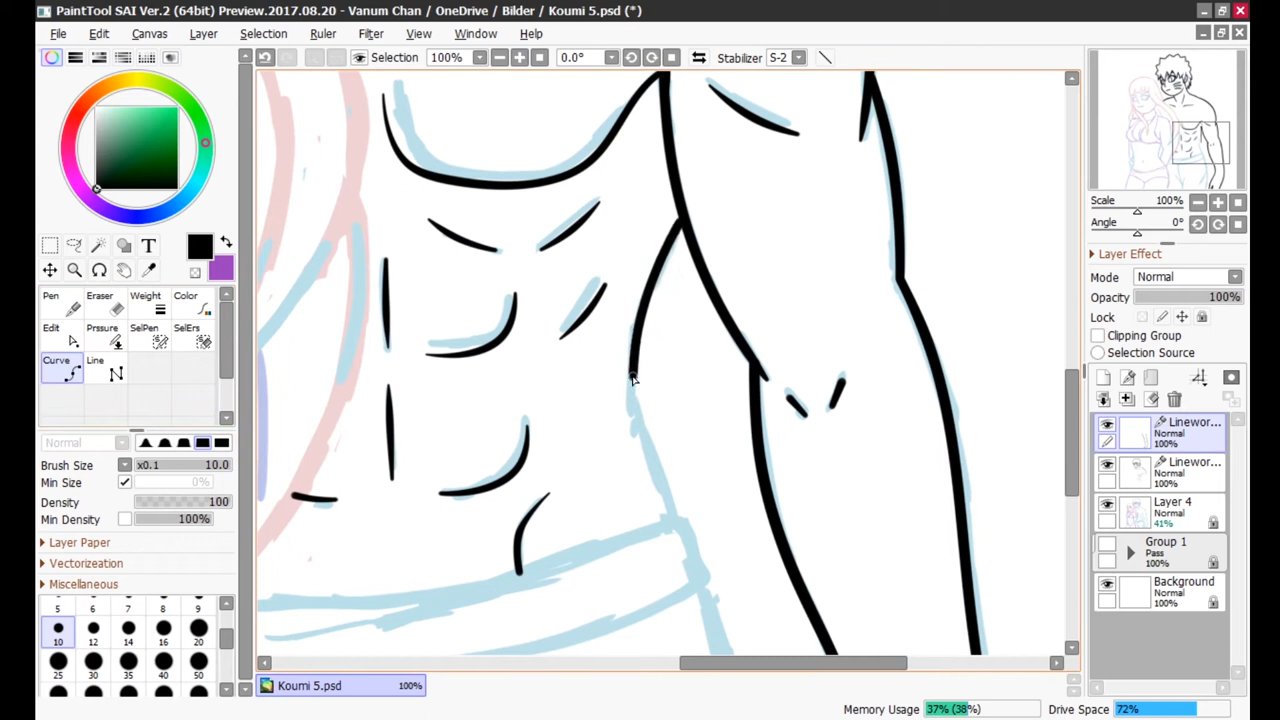 PaintTool SAI Ver.2 (64bit) Preview.2017.08.20 - Vanum Chan / OneDrive / Bilder / Koumi 5.psd (*)
File Edit Canvas Layer Selection Ruler Filter View Window Help
Selection 100% 0.0° Stabilizer S-2
Scale 100%
Angle 0°
Layer Effect
Mode Normal
Opacity 100%
Lock
Clipping Group
Selection Source
T
Pen Eraser Weight Color
Edit Prssure SelPen SelErs
Curve Line
Normal
Brush Size x0.1 10.0
Min Size 0%
Density 100
Min Density 100%
Layer Paper
Vectorization
Miscellaneous
5 6 7 8 9
10 12 14 16 20
25 30 35 40 50
Linewor...
Normal
100%
Linewor...
Normal
100%
Layer 4
Normal
41%
Group 1
Pass
100%
Background
Normal
100%
Koumi 5.psd 100%
Memory Usage 37% (38%) Drive Space 72%